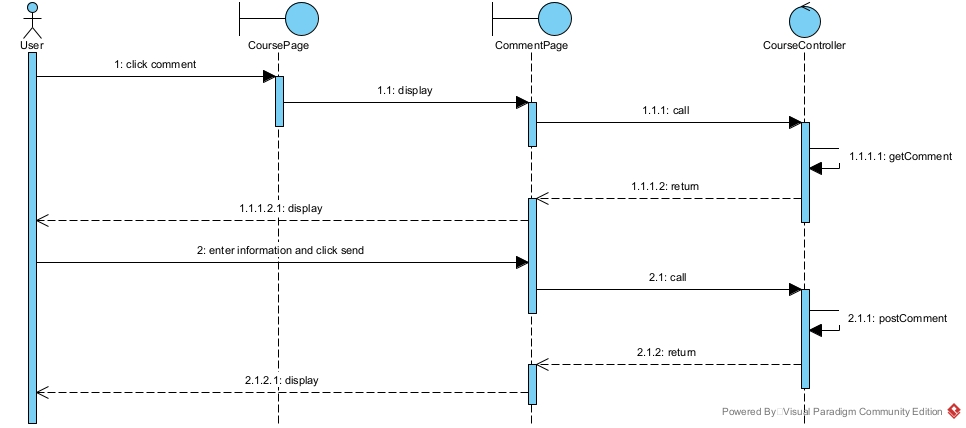 User
CoursePage
CommentPage
CourseController
1: click comment
1.1: display
1.1.1: call
1.1.1.1: getComment
1.1.1.2: return
1.1.1.2.1: display
2: enter information and click send
2.1: call
2.1.1: postComment
2.1.2: return
2.1.2.1: display
Powered By Visual Paradigm Community Edition